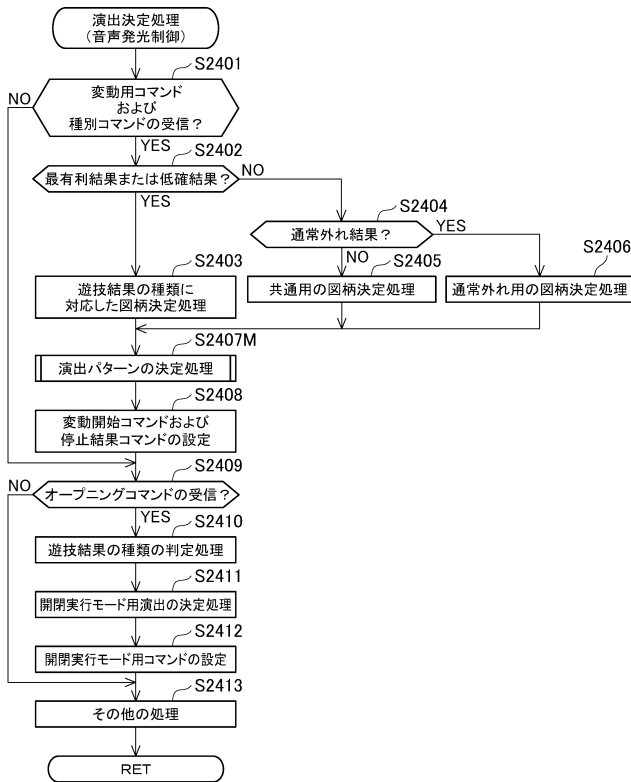 演出決定処理
(音声発光制御)
S2401
NO
変動用コマンド
および
種別コマンドの受信?
YES
S2402
最有利結果または低確結果?
NO
YES
S2404
通常外れ結果?
YES
NO
S2403
S2405
S2406
遊技結果の種類に
対応した図柄決定処理
共通用の図柄決定処理
通常外れ用の図柄決定処理
S2407M
演出パターンの決定処理
S2408
変動開始コマンドおよび
停止結果コマンドの設定
S2409
NO
オープニングコマンドの受信?
YES
S2410
遊技結果の種類の判定処理
S2411
開閉実行モード用演出の決定処理
S2412
開閉実行モード用コマンドの設定
S2413
その他の処理
RET